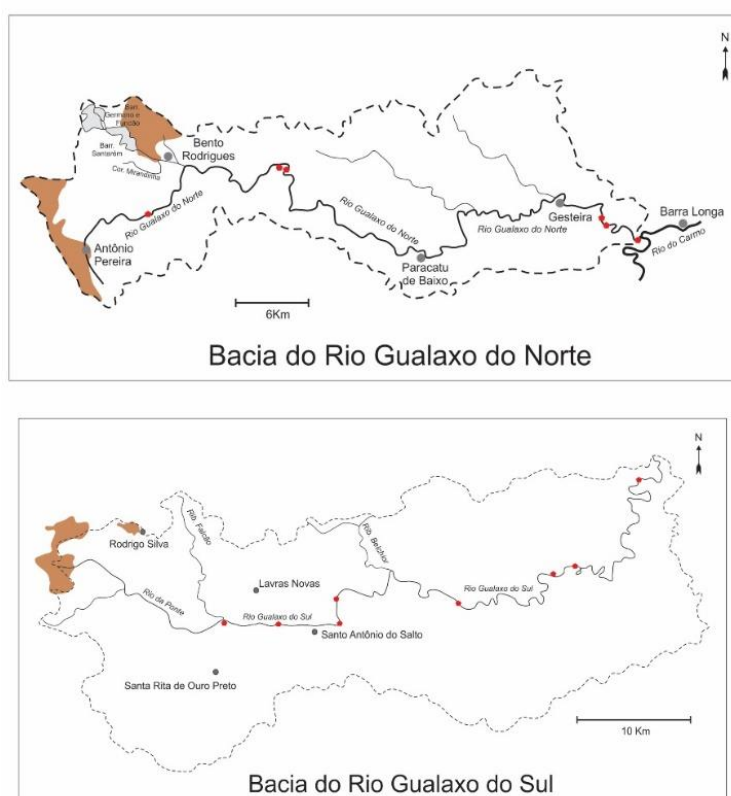 N
Barr.
Germano e
Fundão
Barr.
Santarém
Cor. Mirandinha
Bento
Rodrigues
Rio Gualaxo do Norte
Antônio
Pereira
Rio Gualaxo do Norte
Paracatu
de Baixo
Rio Gualaxo do Norte
Gesteira
Barra Longa
Rio do Carmo
6Km
Bacia do Rio Gualaxo do Norte
N
Rodrigo Silva
Rib. Falcão
Rib. Belchior
Lavras Novas
Rio da Ponte
Rio Gualaxo do Sul
Rio Gualaxo do Sul
Santo Antônio do Salto
Santa Rita de Ouro Preto
10 Km
Bacia do Rio Gualaxo do Sul